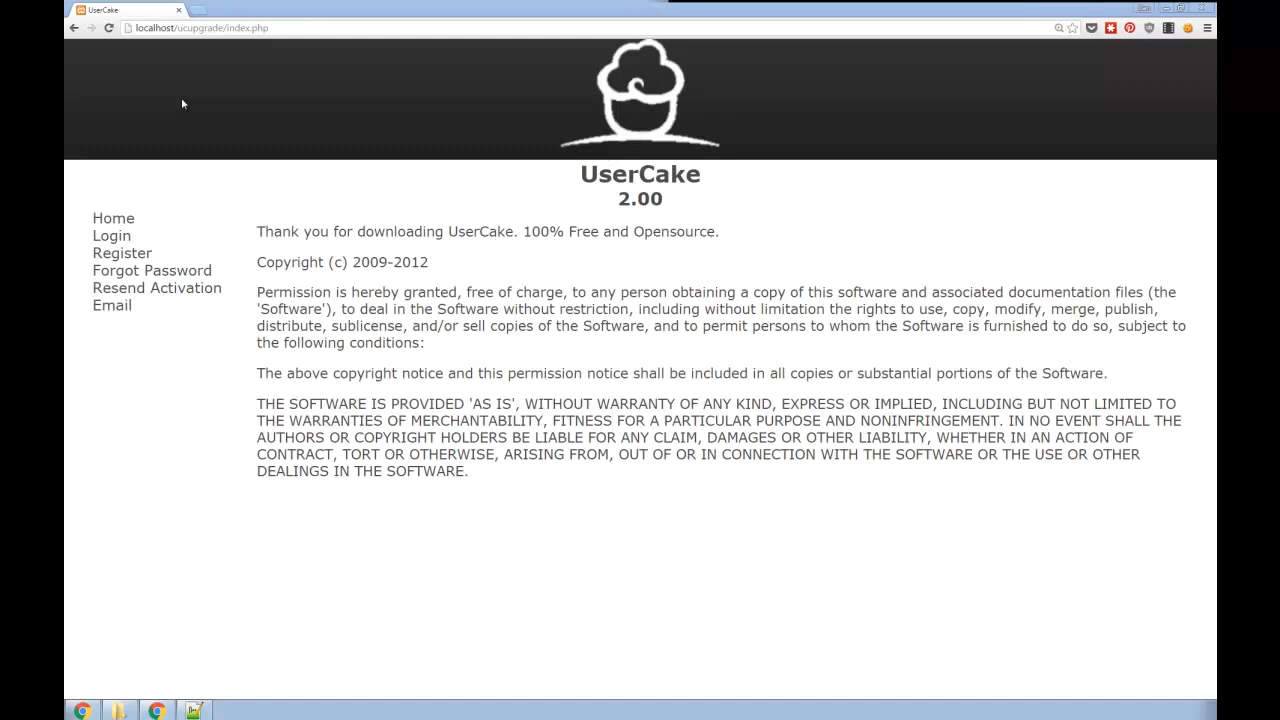 UserCake
localhost/ucupgrade/index.php
UserCake
2.00
Home
Login
Register
Forgot Password
Resend Activation
Email
Thank you for downloading UserCake. 100% Free and Opensource.
Copyright (c) 2009-2012
Permission is hereby granted, free of charge, to any person obtaining a copy of this software and associated documentation files (the
'Software'), to deal in the Software without restriction, including without limitation the rights to use, copy, modify, merge, publish,
distribute, sublicense, and/or sell copies of the Software, and to permit persons to whom the Software is furnished to do so, subject to
the following conditions:
The above copyright notice and this permission notice shall be included in all copies or substantial portions of the Software.
THE SOFTWARE IS PROVIDED 'AS IS', WITHOUT WARRANTY OF ANY KIND, EXPRESS OR IMPLIED, INCLUDING BUT NOT LIMITED TO
THE WARRANTIES OF MERCHANTABILITY, FITNESS FOR A PARTICULAR PURPOSE AND NONINFRINGEMENT. IN NO EVENT SHALL THE
AUTHORS OR COPYRIGHT HOLDERS BE LIABLE FOR ANY CLAIM, DAMAGES OR OTHER LIABILITY, WHETHER IN AN ACTION OF
CONTRACT, TORT OR OTHERWISE, ARISING FROM, OUT OF OR IN CONNECTION WITH THE SOFTWARE OR THE USE OR OTHER
DEALINGS IN THE SOFTWARE.